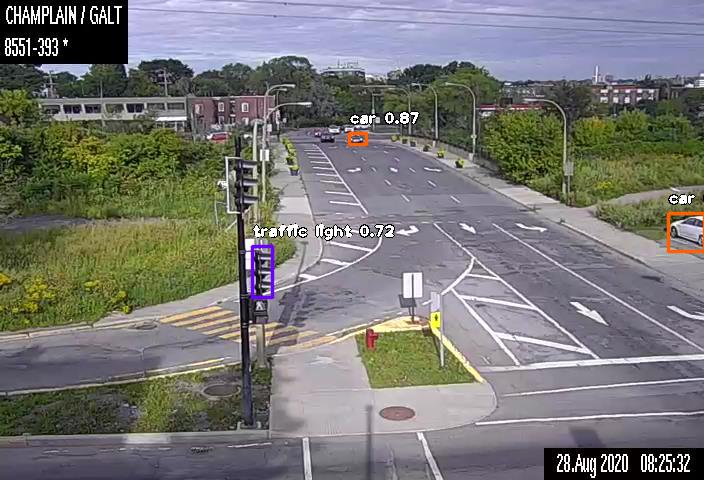 CHAMPLAIN / GALT
8551-393 *
car 0.87
car
traffic light 0.72
28.Aug 2020 08:25:32